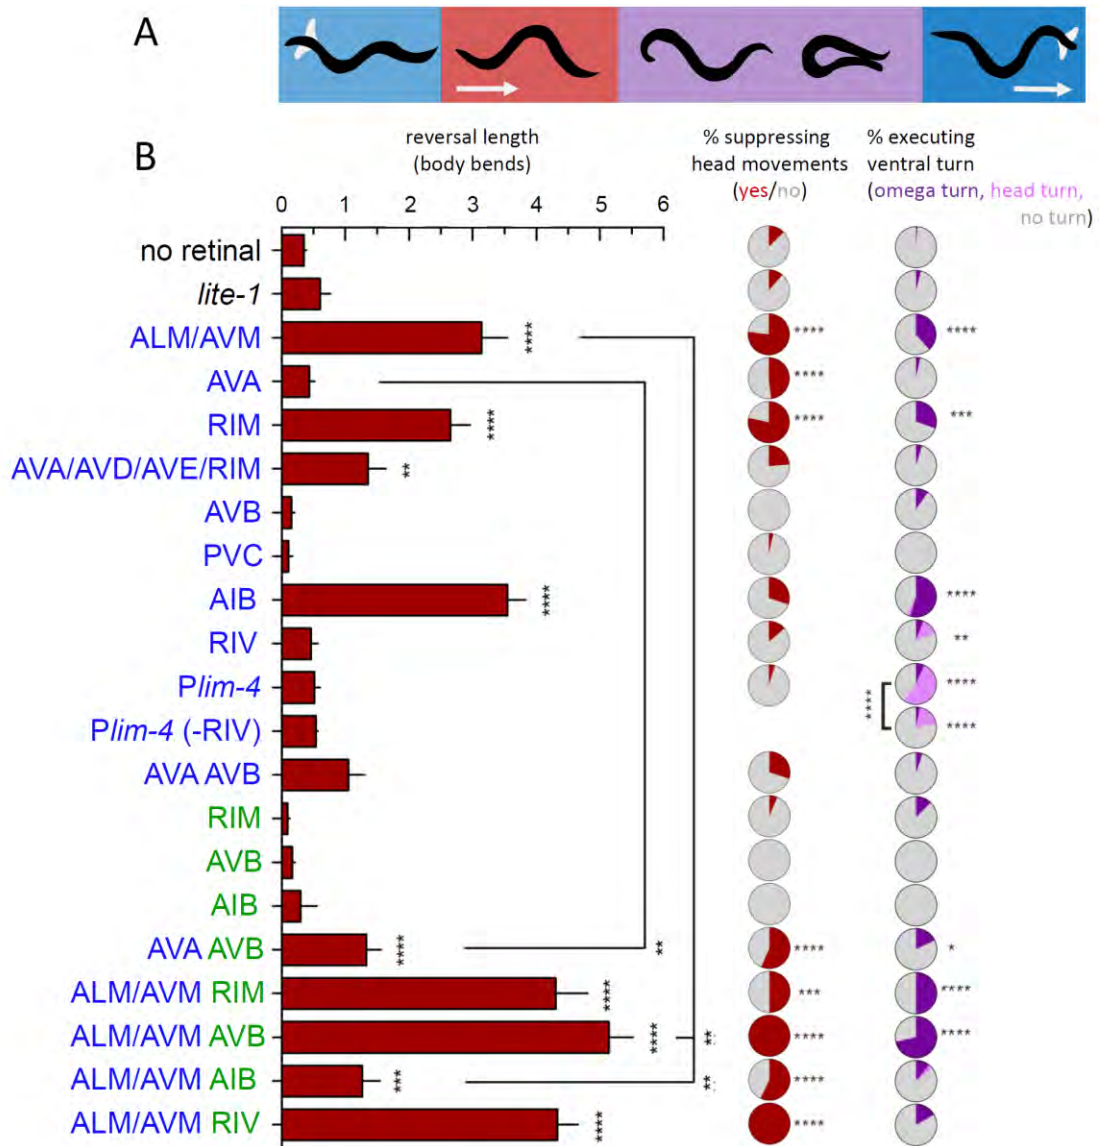 A
B
reversal length
(body bends)
% suppressing
head movements
(yes/no)
% executing
ventral turn
(omega turn, head turn,
no turn)
0 1 2 3 4 5 6
no retinal
lite-1
ALM/AVM **** **** ****
AVA ****
RIM **** **** ***
AVA/AVD/AVE/RIM **
AVB
PVC
AIB **** ****
RIV **
Plim-4 ****
****
Plim-4 (-RIV) ****
AVA AVB
RIM
AVB
AIB
AVA AVB **** ** **** *
ALM/AVM RIM **** *** ****
ALM/AVM AVB **** ** **** ****
ALM/AVM AIB *** ** ****
ALM/AVM RIV **** ****